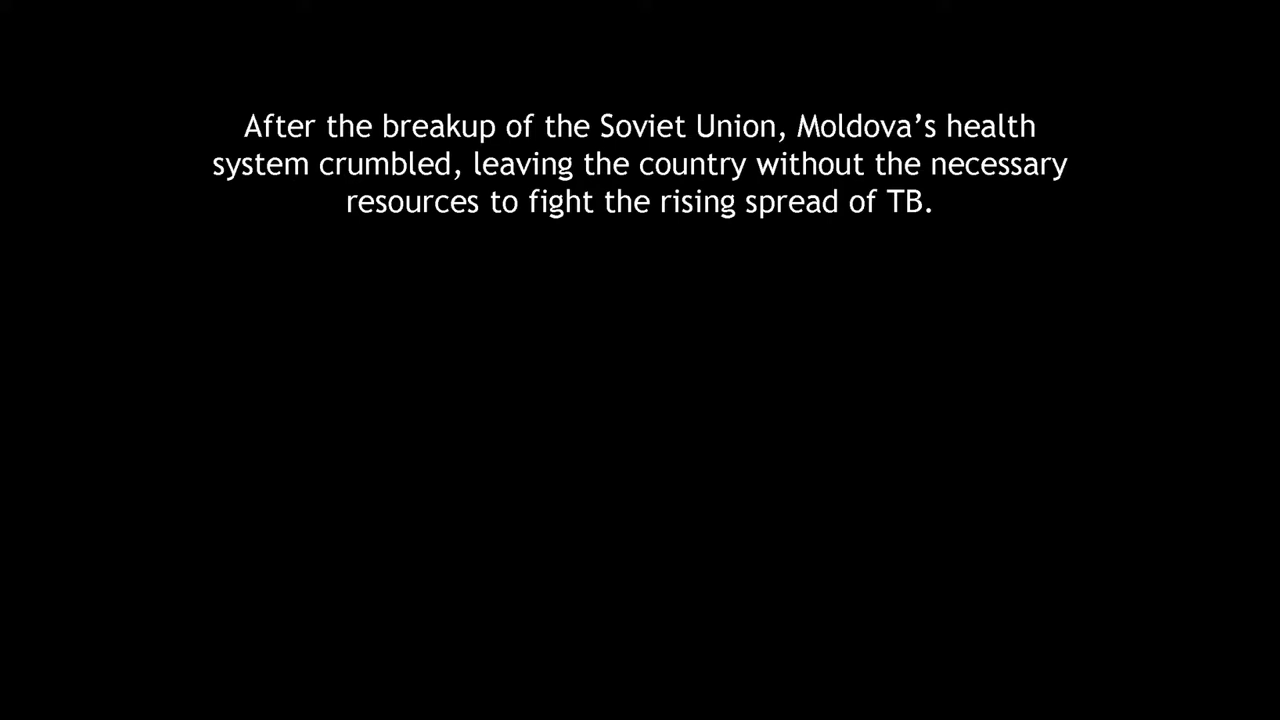 After the breakup of the Soviet Union, Moldova’s health
system crumbled, leaving the country without the necessary
resources to fight the rising spread of TB.